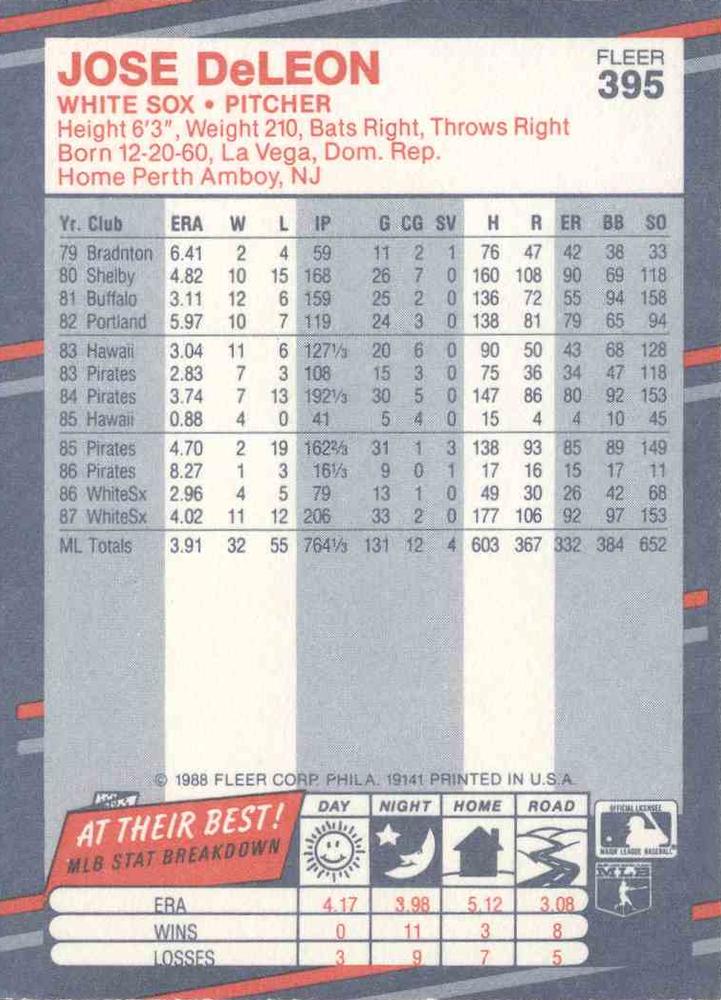 JOSE DeLEON
FLEER
395
WHITE SOX • PITCHER
Height 6'3", Weight 210, Bats Right, Throws Right
Born 12-20-60, La Vega, Dom. Rep.
Home Perth Amboy, NJ
Yr. Club ERA W L IP G CG SV H R ER BB SO
79 Bradnton 6.41 2 4 59 11 2 1 76 47 42 38 33
80 Shelby 4.82 10 15 168 26 7 0 160 108 90 69 118
81 Buffalo 3.11 12 6 159 25 2 0 136 72 55 94 158
82 Portland 5.97 10 7 119 24 3 0 138 81 79 65 94
83 Hawaii 3.04 11 6 127⅓ 20 6 0 90 50 43 68 128
83 Pirates 2.83 7 3 108 15 3 0 75 36 34 47 118
84 Pirates 3.74 7 13 192⅓ 30 5 0 147 86 80 92 153
85 Hawaii 0.88 4 0 41 5 4 0 15 4 4 10 45
85 Pirates 4.70 2 19 162⅔ 31 1 3 138 93 85 89 149
86 Pirates 8.27 1 3 16⅓ 9 0 1 17 16 15 17 11
86 WhiteSx 2.96 4 5 79 13 1 0 49 30 26 42 68
87 WhiteSx 4.02 11 12 206 33 2 0 177 106 92 97 153
ML Totals 3.91 32 55 764⅓ 131 12 4 603 367 332 384 652
© 1988 FLEER CORP. PHILA. 19141 PRINTED IN U.S.A.
AT THEIR BEST!
MLB STAT BREAKDOWN
DAY NIGHT HOME ROAD
OFFICIAL LICENSEE
MAJOR LEAGUE BASEBALL
MLB
ERA 4.17 3.98 5.12 3.08
WINS 0 11 3 8
LOSSES 3 9 7 5